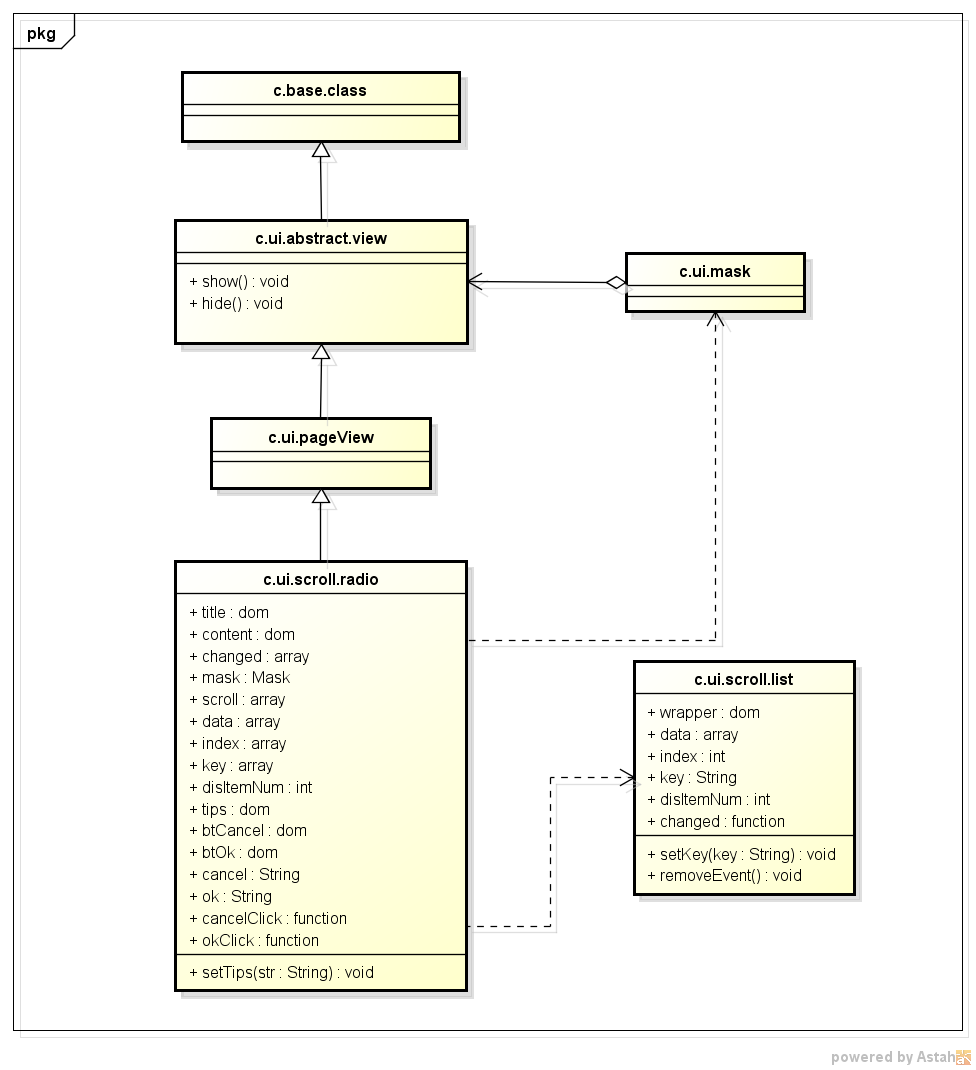 pkg
c.base.class
c.ui.abstract.view
+ show() : void
+ hide() : void
c.ui.mask
c.ui.pageView
c.ui.scroll.radio
+ title : dom
+ content : dom
+ changed : array
+ mask : Mask
+ scroll : array
+ data : array
+ index : array
+ key : array
+ disItemNum : int
+ tips : dom
+ btCancel : dom
+ btOk : dom
+ cancel : String
+ ok : String
+ cancelClick : function
+ okClick : function
+ setTips(str : String) : void
c.ui.scroll.list
+ wrapper : dom
+ data : array
+ index : int
+ key : String
+ disItemNum : int
+ changed : function
+ setKey(key : String) : void
+ removeEvent() : void
powered by Astah